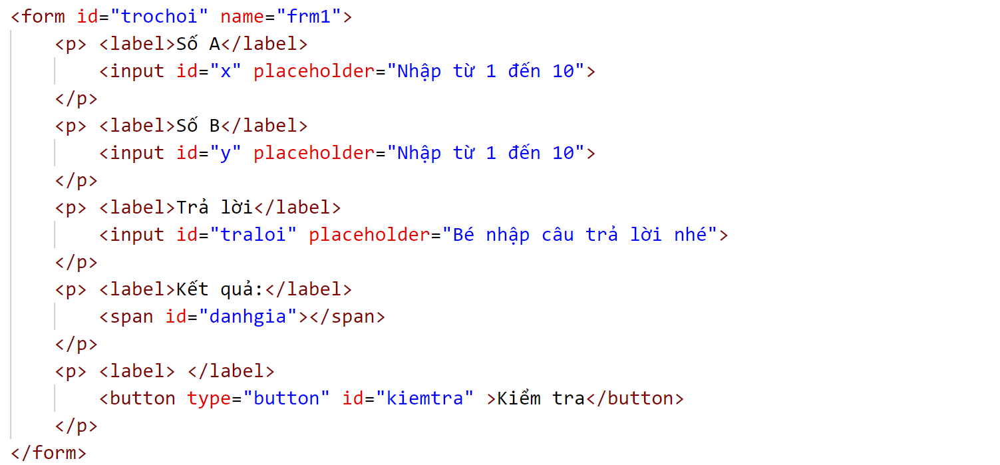 <form id="trochoi" name="frm1">
<p> <label>Số A</label>
<input id="x" placeholder="Nhập từ 1 đến 10">
</p>
<p> <label>Số B</label>
<input id="y" placeholder="Nhập từ 1 đến 10">
</p>
<p> <label>Trả lời</label>
<input id="traloi" placeholder="Bé nhập câu trả lời nhé">
</p>
<p> <label>Kết quả:</label>
<span id="danhgia"></span>
</p>
<p> <label> </label>
<button type="button" id="kiemtra" >Kiểm tra</button>
</p>
</form>